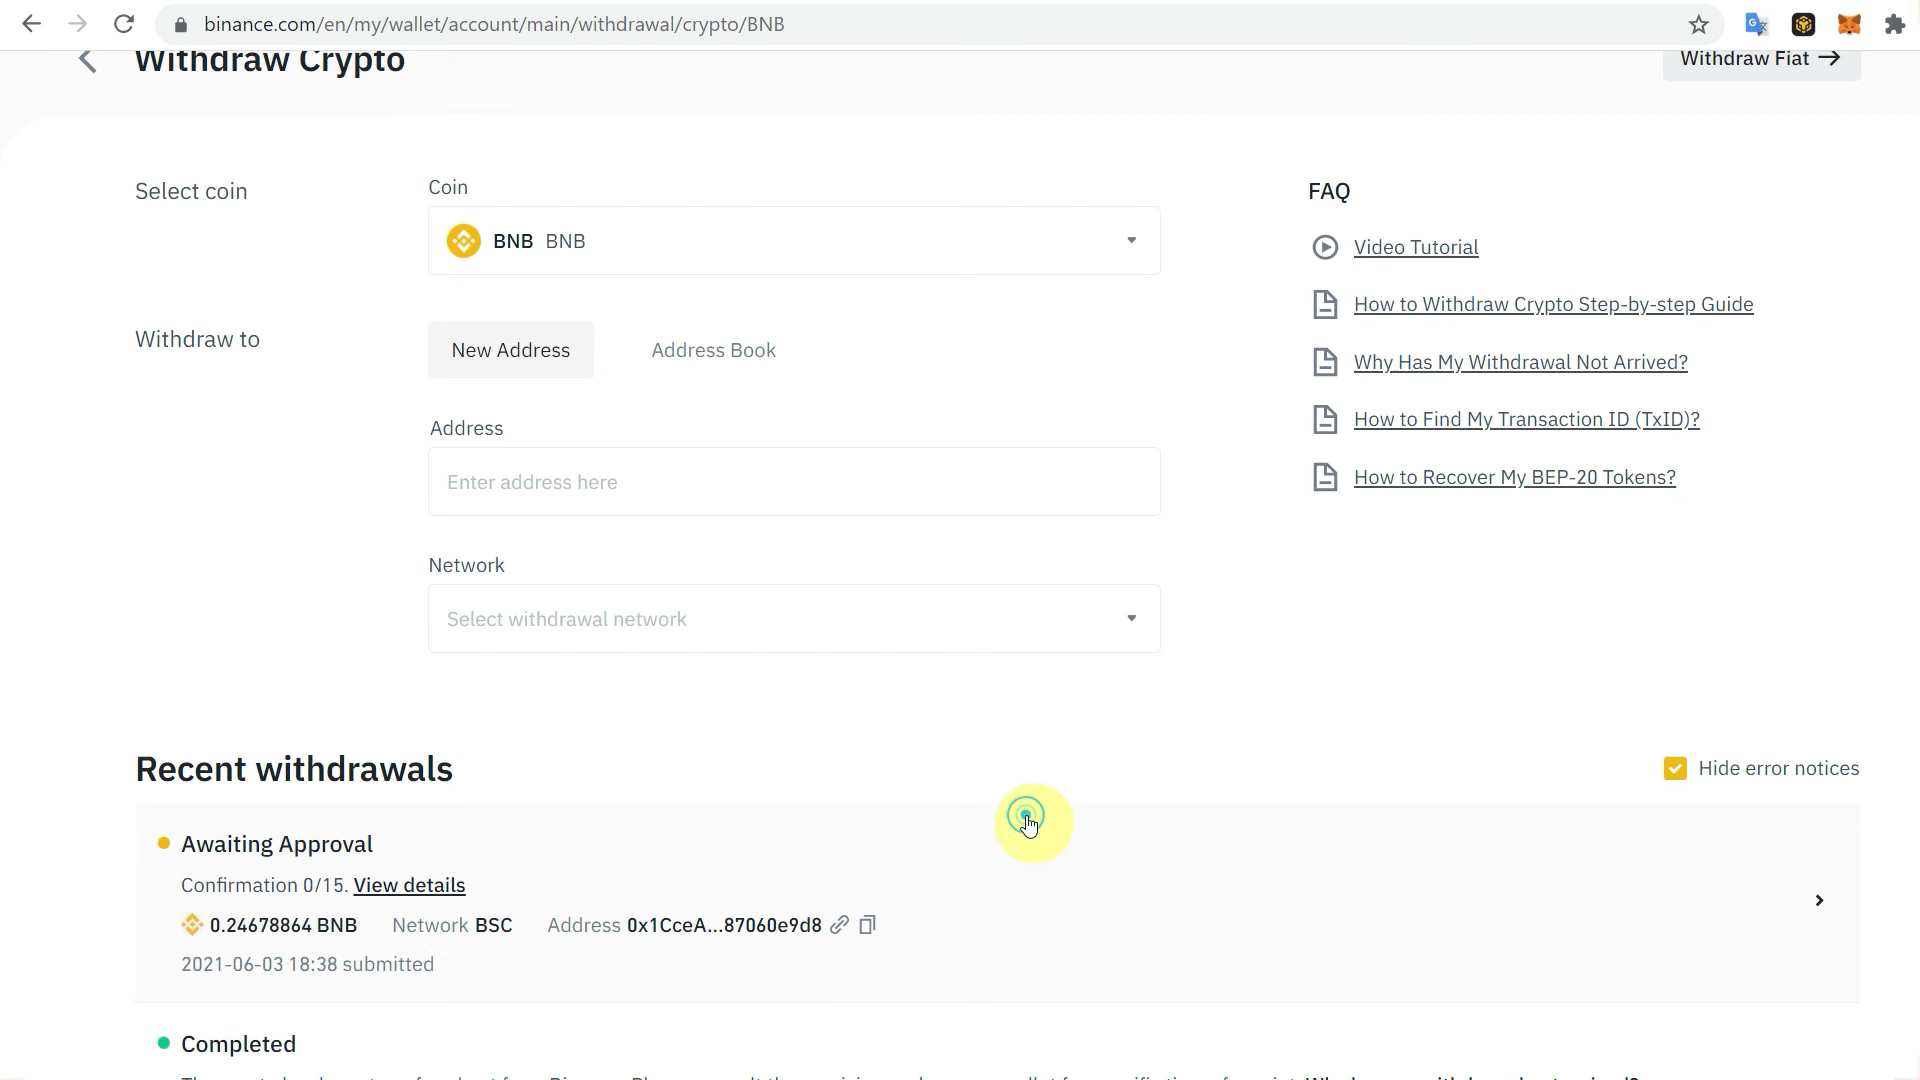 binance.com/en/my/wallet/account/main/withdrawal/crypto/BNB
Withdraw Crypto
Withdraw Fiat →
Select coin
Coin
BNB BNB
Withdraw to
New Address
Address Book
Address
Enter address here
Network
Select withdrawal network
FAQ
Video Tutorial
How to Withdraw Crypto Step-by-step Guide
Why Has My Withdrawal Not Arrived?
How to Find My Transaction ID (TxID)?
How to Recover My BEP-20 Tokens?
Recent withdrawals
Hide error notices
Awaiting Approval
Confirmation 0/15. View details
0.24678864 BNB Network BSC Address 0x1CceA...87060e9d8
2021-06-03 18:38 submitted
Completed